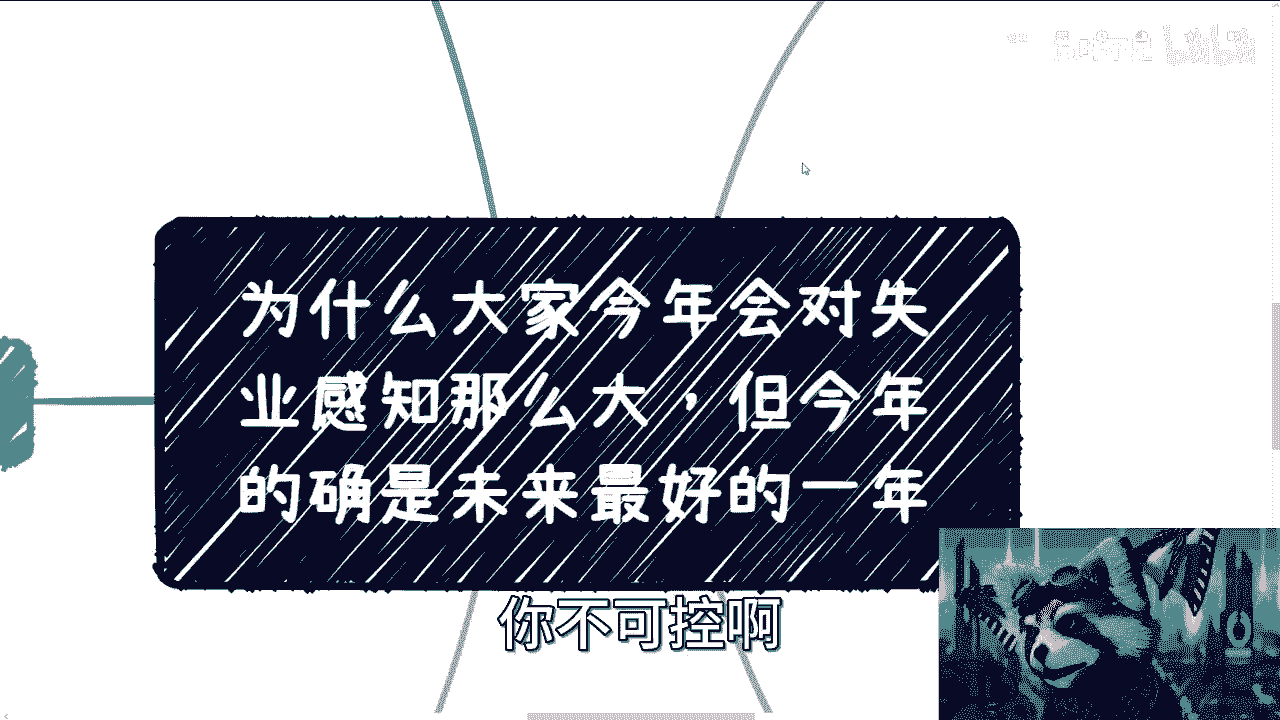 为什么大家今年会对失
业感知那么大，但今年
的确是未来最好的一年
你不可控啊